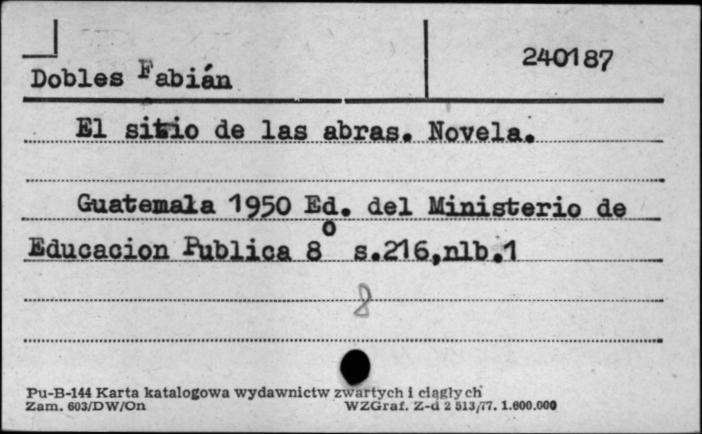 240187
Dobles Fabián
El sitio de las abras. Novela.
Guatemala 1950 Ed. del Ministerio de
Educacion Publica 8° s.216,nlb.1
8
Pu-B-144 Karta katalogowa wydawnictw zwartych i ciągłych
Zam. 603/DW/On WZGraf. Z-d 2 513/77. 1.600.000